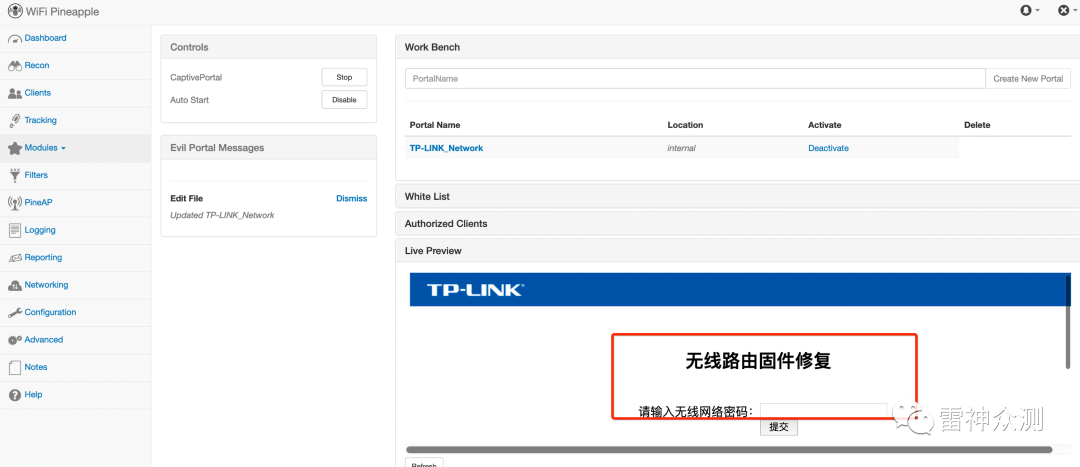 WiFi Pineapple
Dashboard
Recon
Clients
Tracking
Modules
Filters
PineAP
Logging
Reporting
Networking
Configuration
Advanced
Notes
Help
Controls
CaptivePortal Stop
Auto Start Disable
Evil Portal Messages
Edit File Dismiss
Updated TP-LINK_Network
Work Bench
PortalName Create New Portal
Portal Name Location Activate Delete
TP-LINK_Network internal Deactivate
White List
Authorized Clients
Live Preview
TP-LINK®
无线路由固件修复
请输入无线网络密码：
提交
雷神众测
Refresh